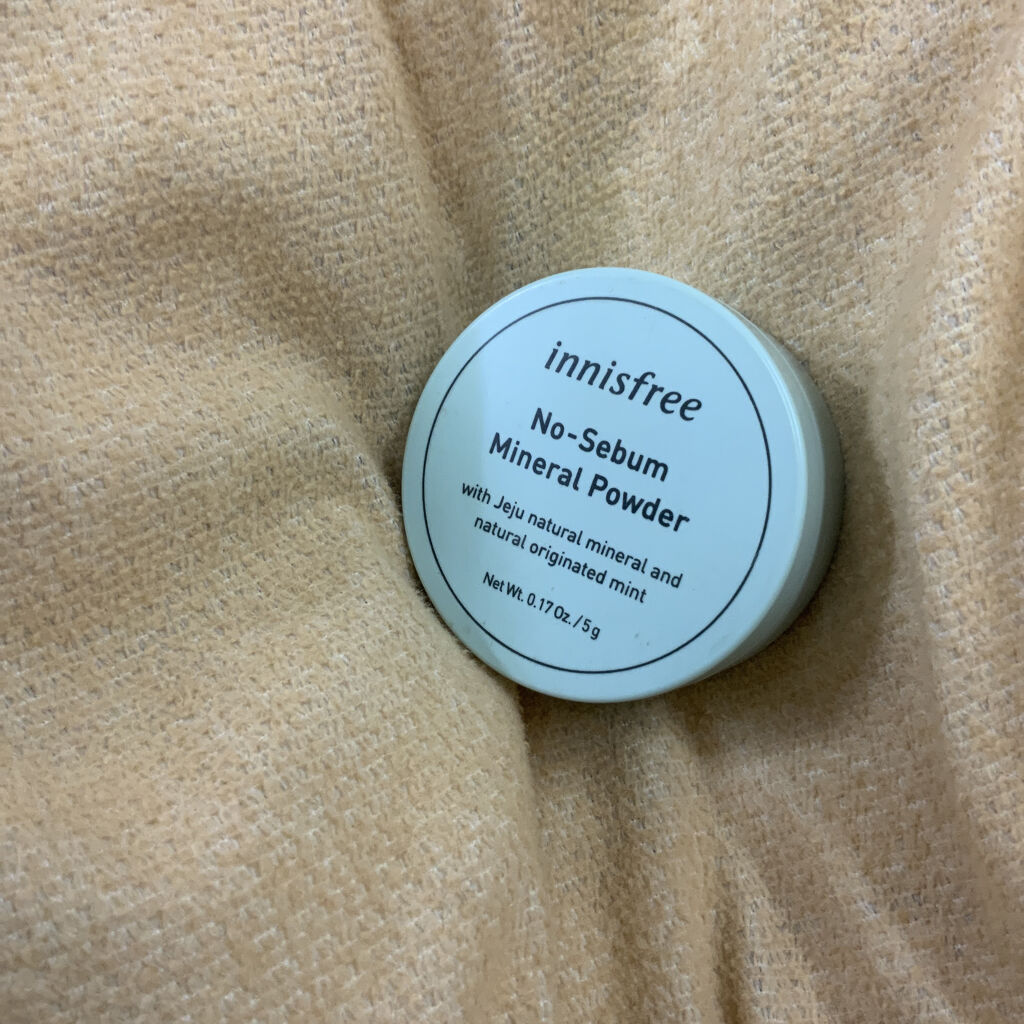 innisfree
No-Sebum
Mineral Powder
with Jeju natural mineral and
natural originated mint
Net Wt. 0.17 Oz. / 5 g